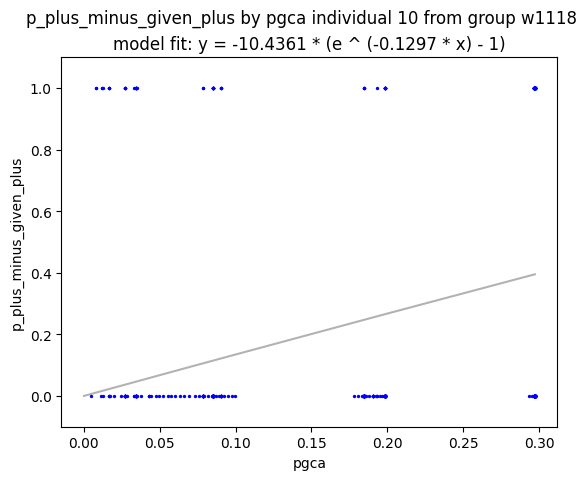 p_plus_minus_given_plus by pgca individual 10 from group w1118
model fit: y = -10.4361 * (e ^ (-0.1297 * x) - 1)
1.0
0.8
0.6
0.4
0.2
0.0
p_plus_minus_given_plus
0.00 0.05 0.10 0.15 0.20 0.25 0.30
pgca